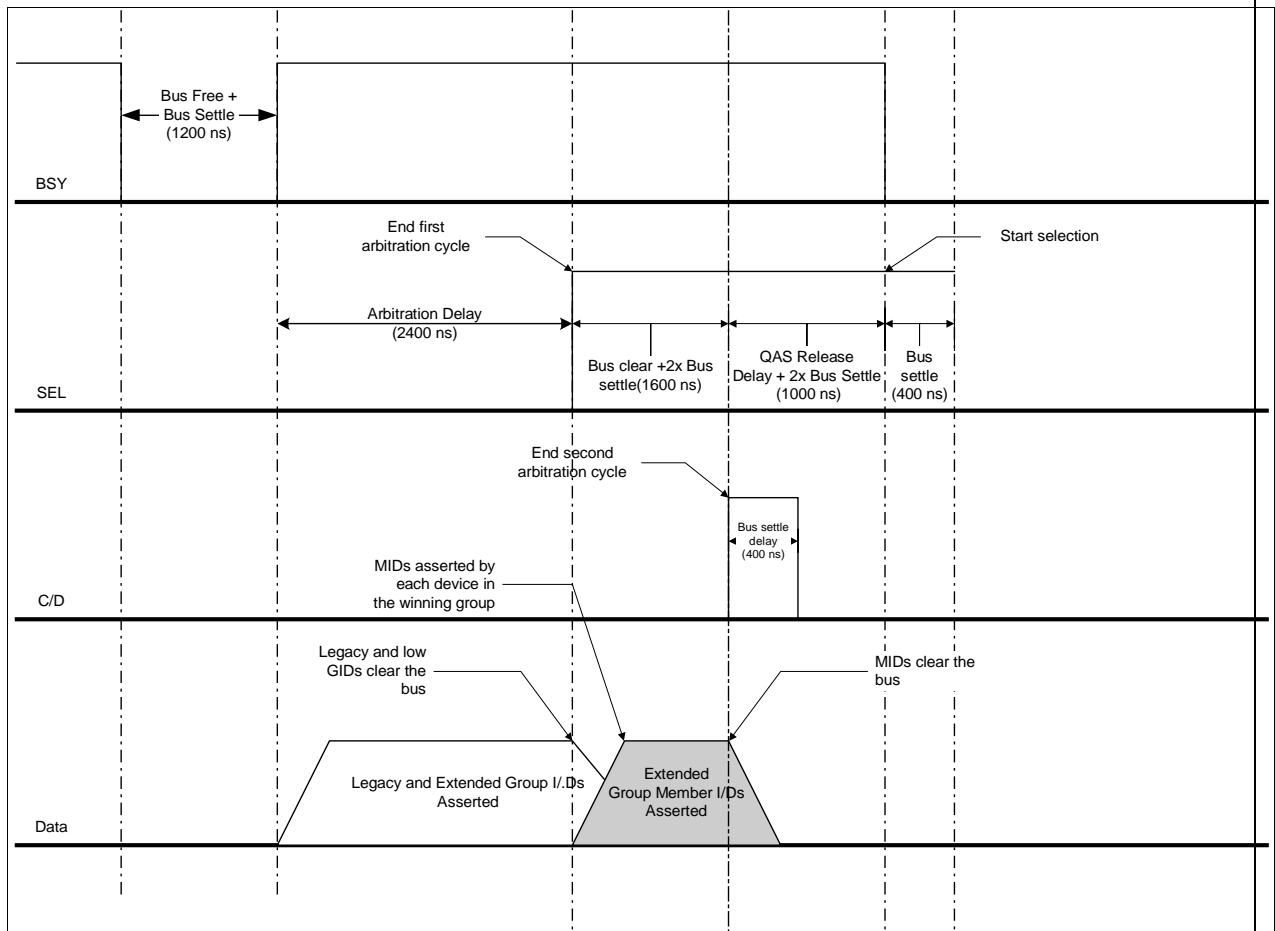 Bus Free +
Bus Settle
(1200 ns)
BSY
End first
arbitration cycle
Start selection
Arbitration Delay
(2400 ns)
Bus clear +2x Bus
settle(1600 ns)
QAS Release
Delay + 2x Bus Settle
(1000 ns)
Bus
settle
(400 ns)
SEL
End second
arbitration cycle
Bus settle
delay
(400 ns)
MIDs asserted by
each device in
the winning group
C/D
Legacy and low
GIDs clear the
bus
MIDs clear the
bus
Legacy and Extended Group I/.Ds
Asserted
Extended
Group Member I/Ds
Asserted
Data